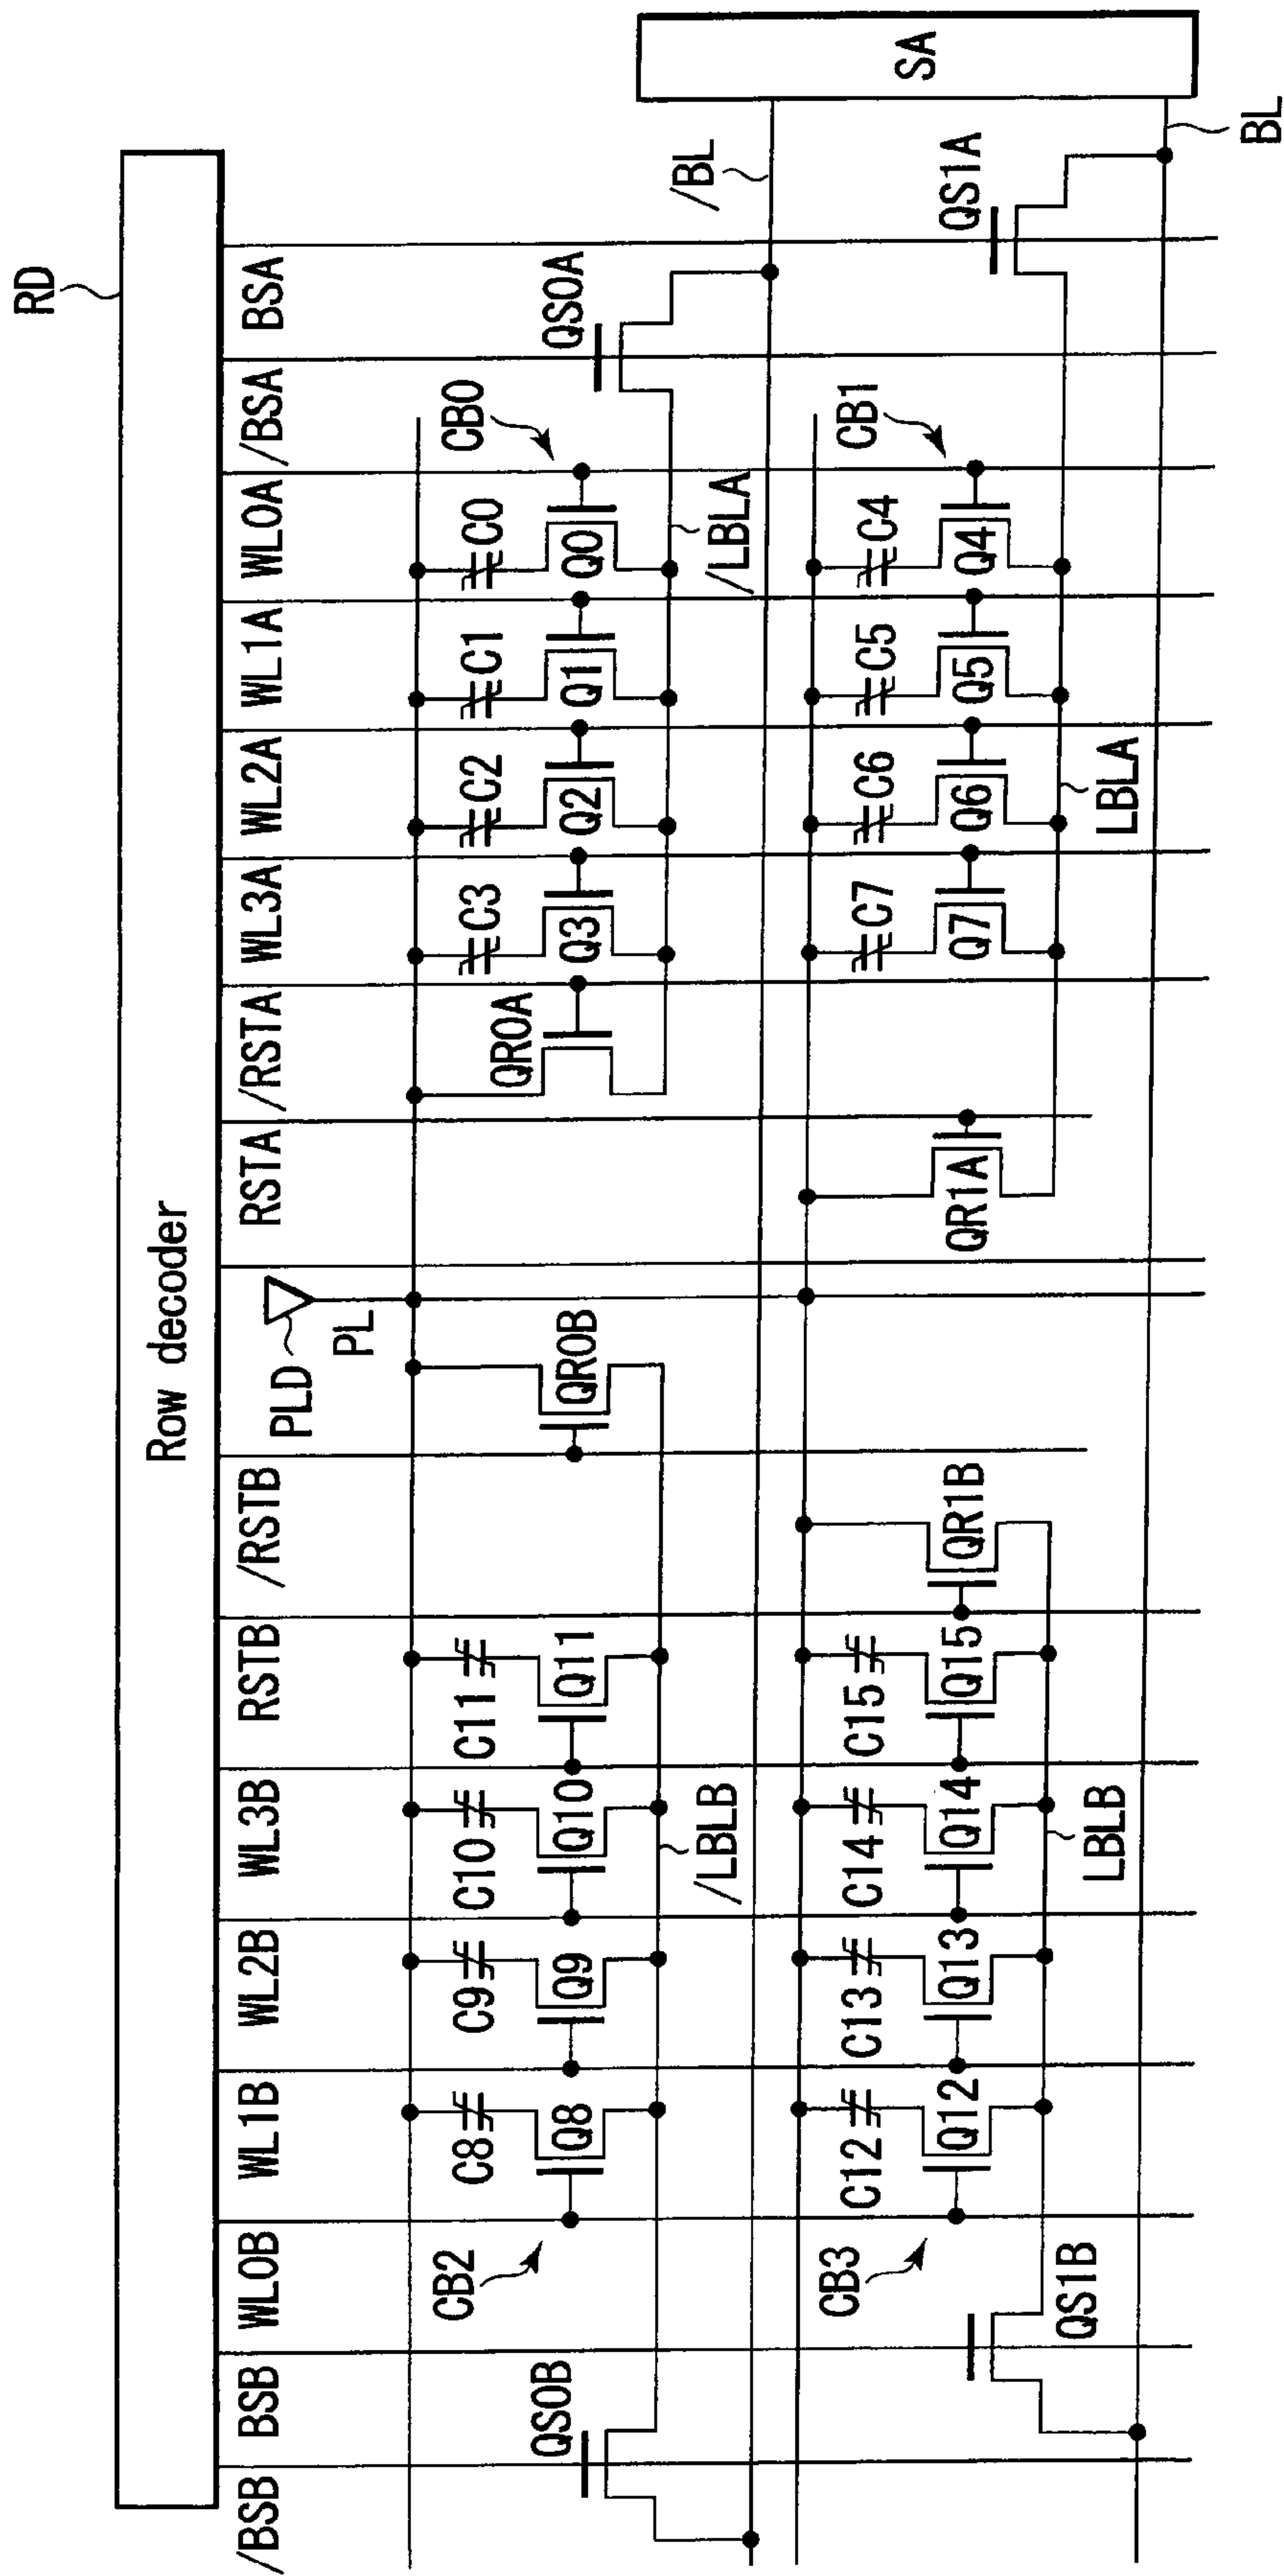 RD
Row decoder
/BSB
BSB
WL0B
WL1B
WL2B
WL3B
RSTB
/RSTB
PLD
PL
RSTA
/RSTA
WL3A
WL2A
WL1A
WL0A
/BSA
BSA
QS0B
CB2
C8
Q8
C9
Q9
C10
Q10
C11
Q11
QR0B
QR0A
C3
Q3
C2
Q2
C1
Q1
C0
Q0
CB0
QS0A
/LBLB
/LBLA
/BL
SA
CB3
C12
Q12
C13
Q13
C14
Q14
C15
Q15
QR1B
QR1A
C7
Q7
C6
Q6
C5
Q5
C4
Q4
CB1
QS1A
QS1B
LBLB
LBLA
BL